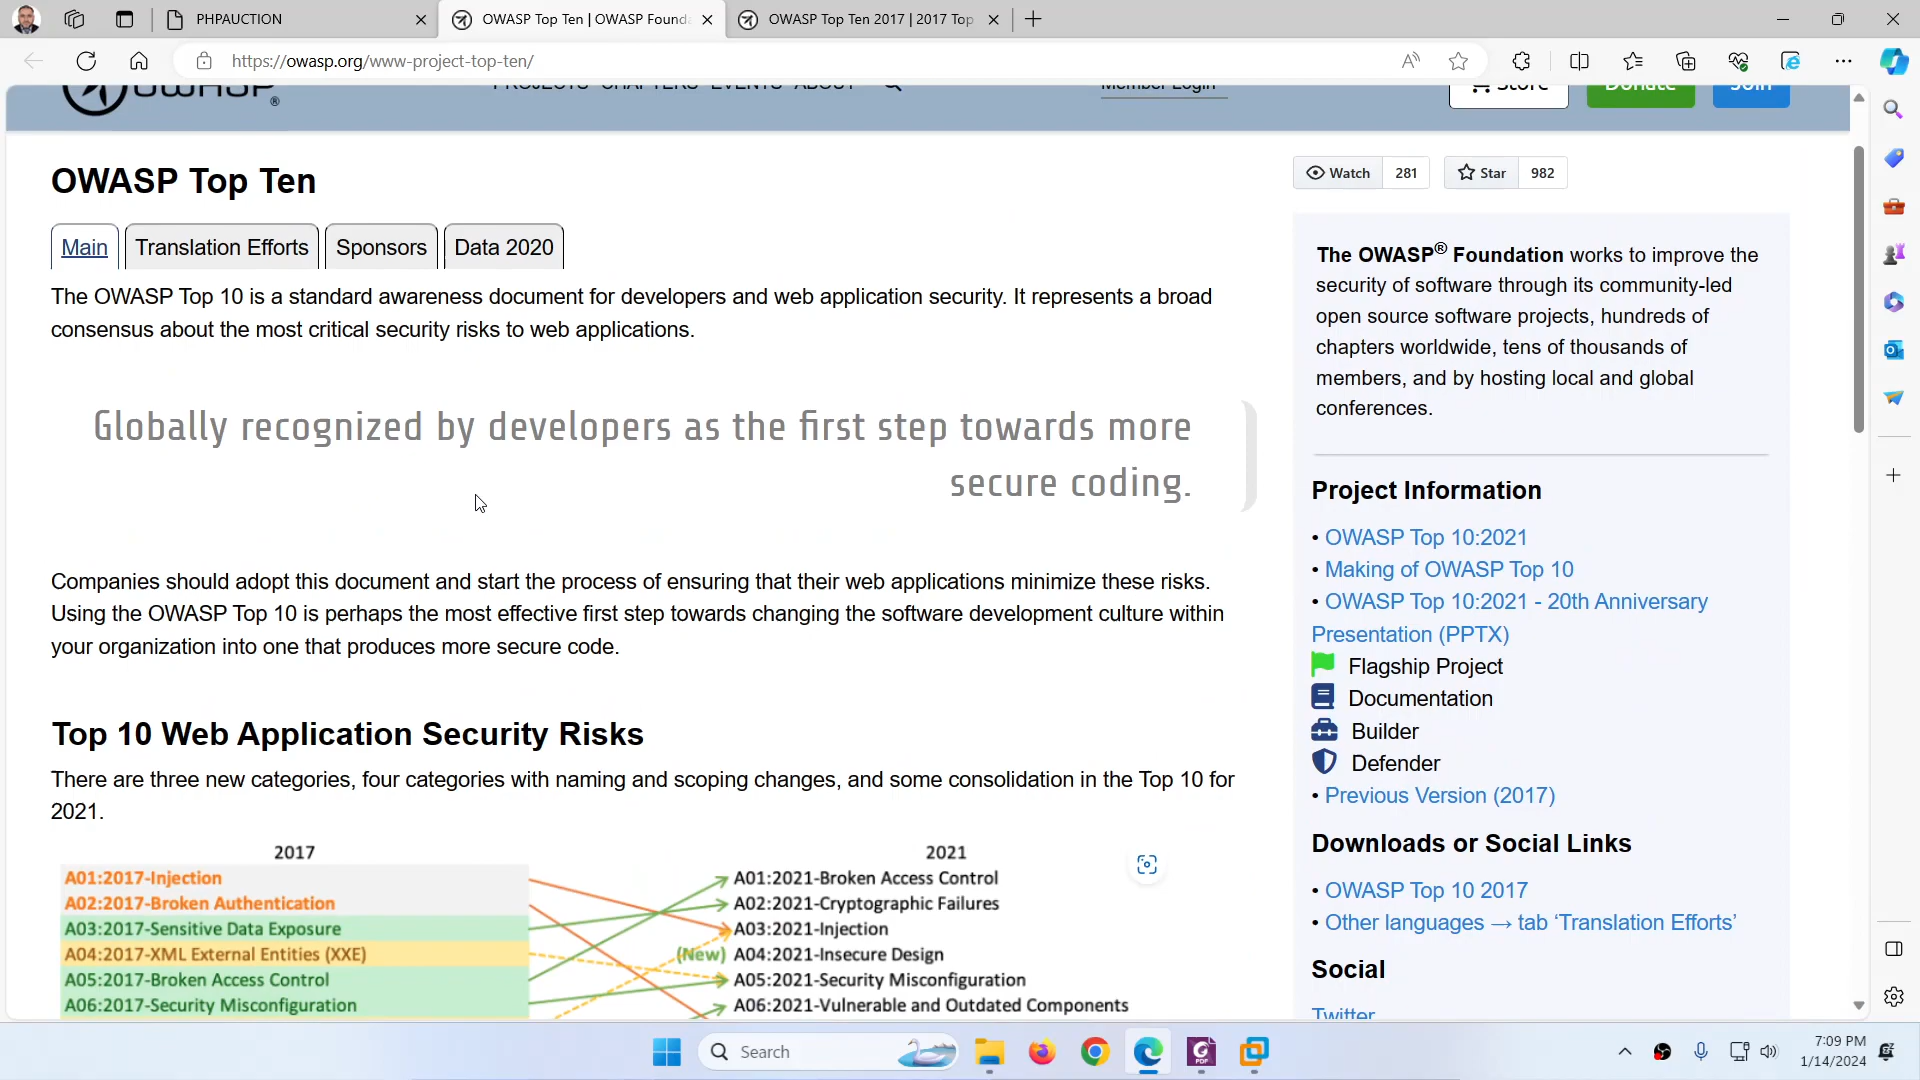 PHPAUCTION
OWASP Top Ten | OWASP Founda
OWASP Top Ten 2017 | 2017 Top
https://owasp.org/www-project-top-ten/
OWASP
®
PROJECTS CHAPTERS EVENTS ABOUT
Member Login
Store
Donate
Join
OWASP Top Ten
Watch 281
Star 982
Main
Translation Efforts
Sponsors
Data 2020
The OWASP Top 10 is a standard awareness document for developers and web application security. It represents a broad
consensus about the most critical security risks to web applications.
Globally recognized by developers as the first step towards more
secure coding.
Companies should adopt this document and start the process of ensuring that their web applications minimize these risks.
Using the OWASP Top 10 is perhaps the most effective first step towards changing the software development culture within
your organization into one that produces more secure code.
Top 10 Web Application Security Risks
There are three new categories, four categories with naming and scoping changes, and some consolidation in the Top 10 for
2021.
2017
A01:2017-Injection
A02:2017-Broken Authentication
A03:2017-Sensitive Data Exposure
A04:2017-XML External Entities (XXE)
A05:2017-Broken Access Control
A06:2017-Security Misconfiguration
2021
A01:2021-Broken Access Control
A02:2021-Cryptographic Failures
A03:2021-Injection
(New) A04:2021-Insecure Design
A05:2021-Security Misconfiguration
A06:2021-Vulnerable and Outdated Components
The OWASP® Foundation works to improve the
security of software through its community-led
open source software projects, hundreds of
chapters worldwide, tens of thousands of
members, and by hosting local and global
conferences.
Project Information
• OWASP Top 10:2021
• Making of OWASP Top 10
• OWASP Top 10:2021 - 20th Anniversary
Presentation (PPTX)
Flagship Project
Documentation
Builder
Defender
• Previous Version (2017)
Downloads or Social Links
• OWASP Top 10 2017
• Other languages → tab ‘Translation Efforts’
Social
Twitter
Search
7:09 PM
1/14/2024